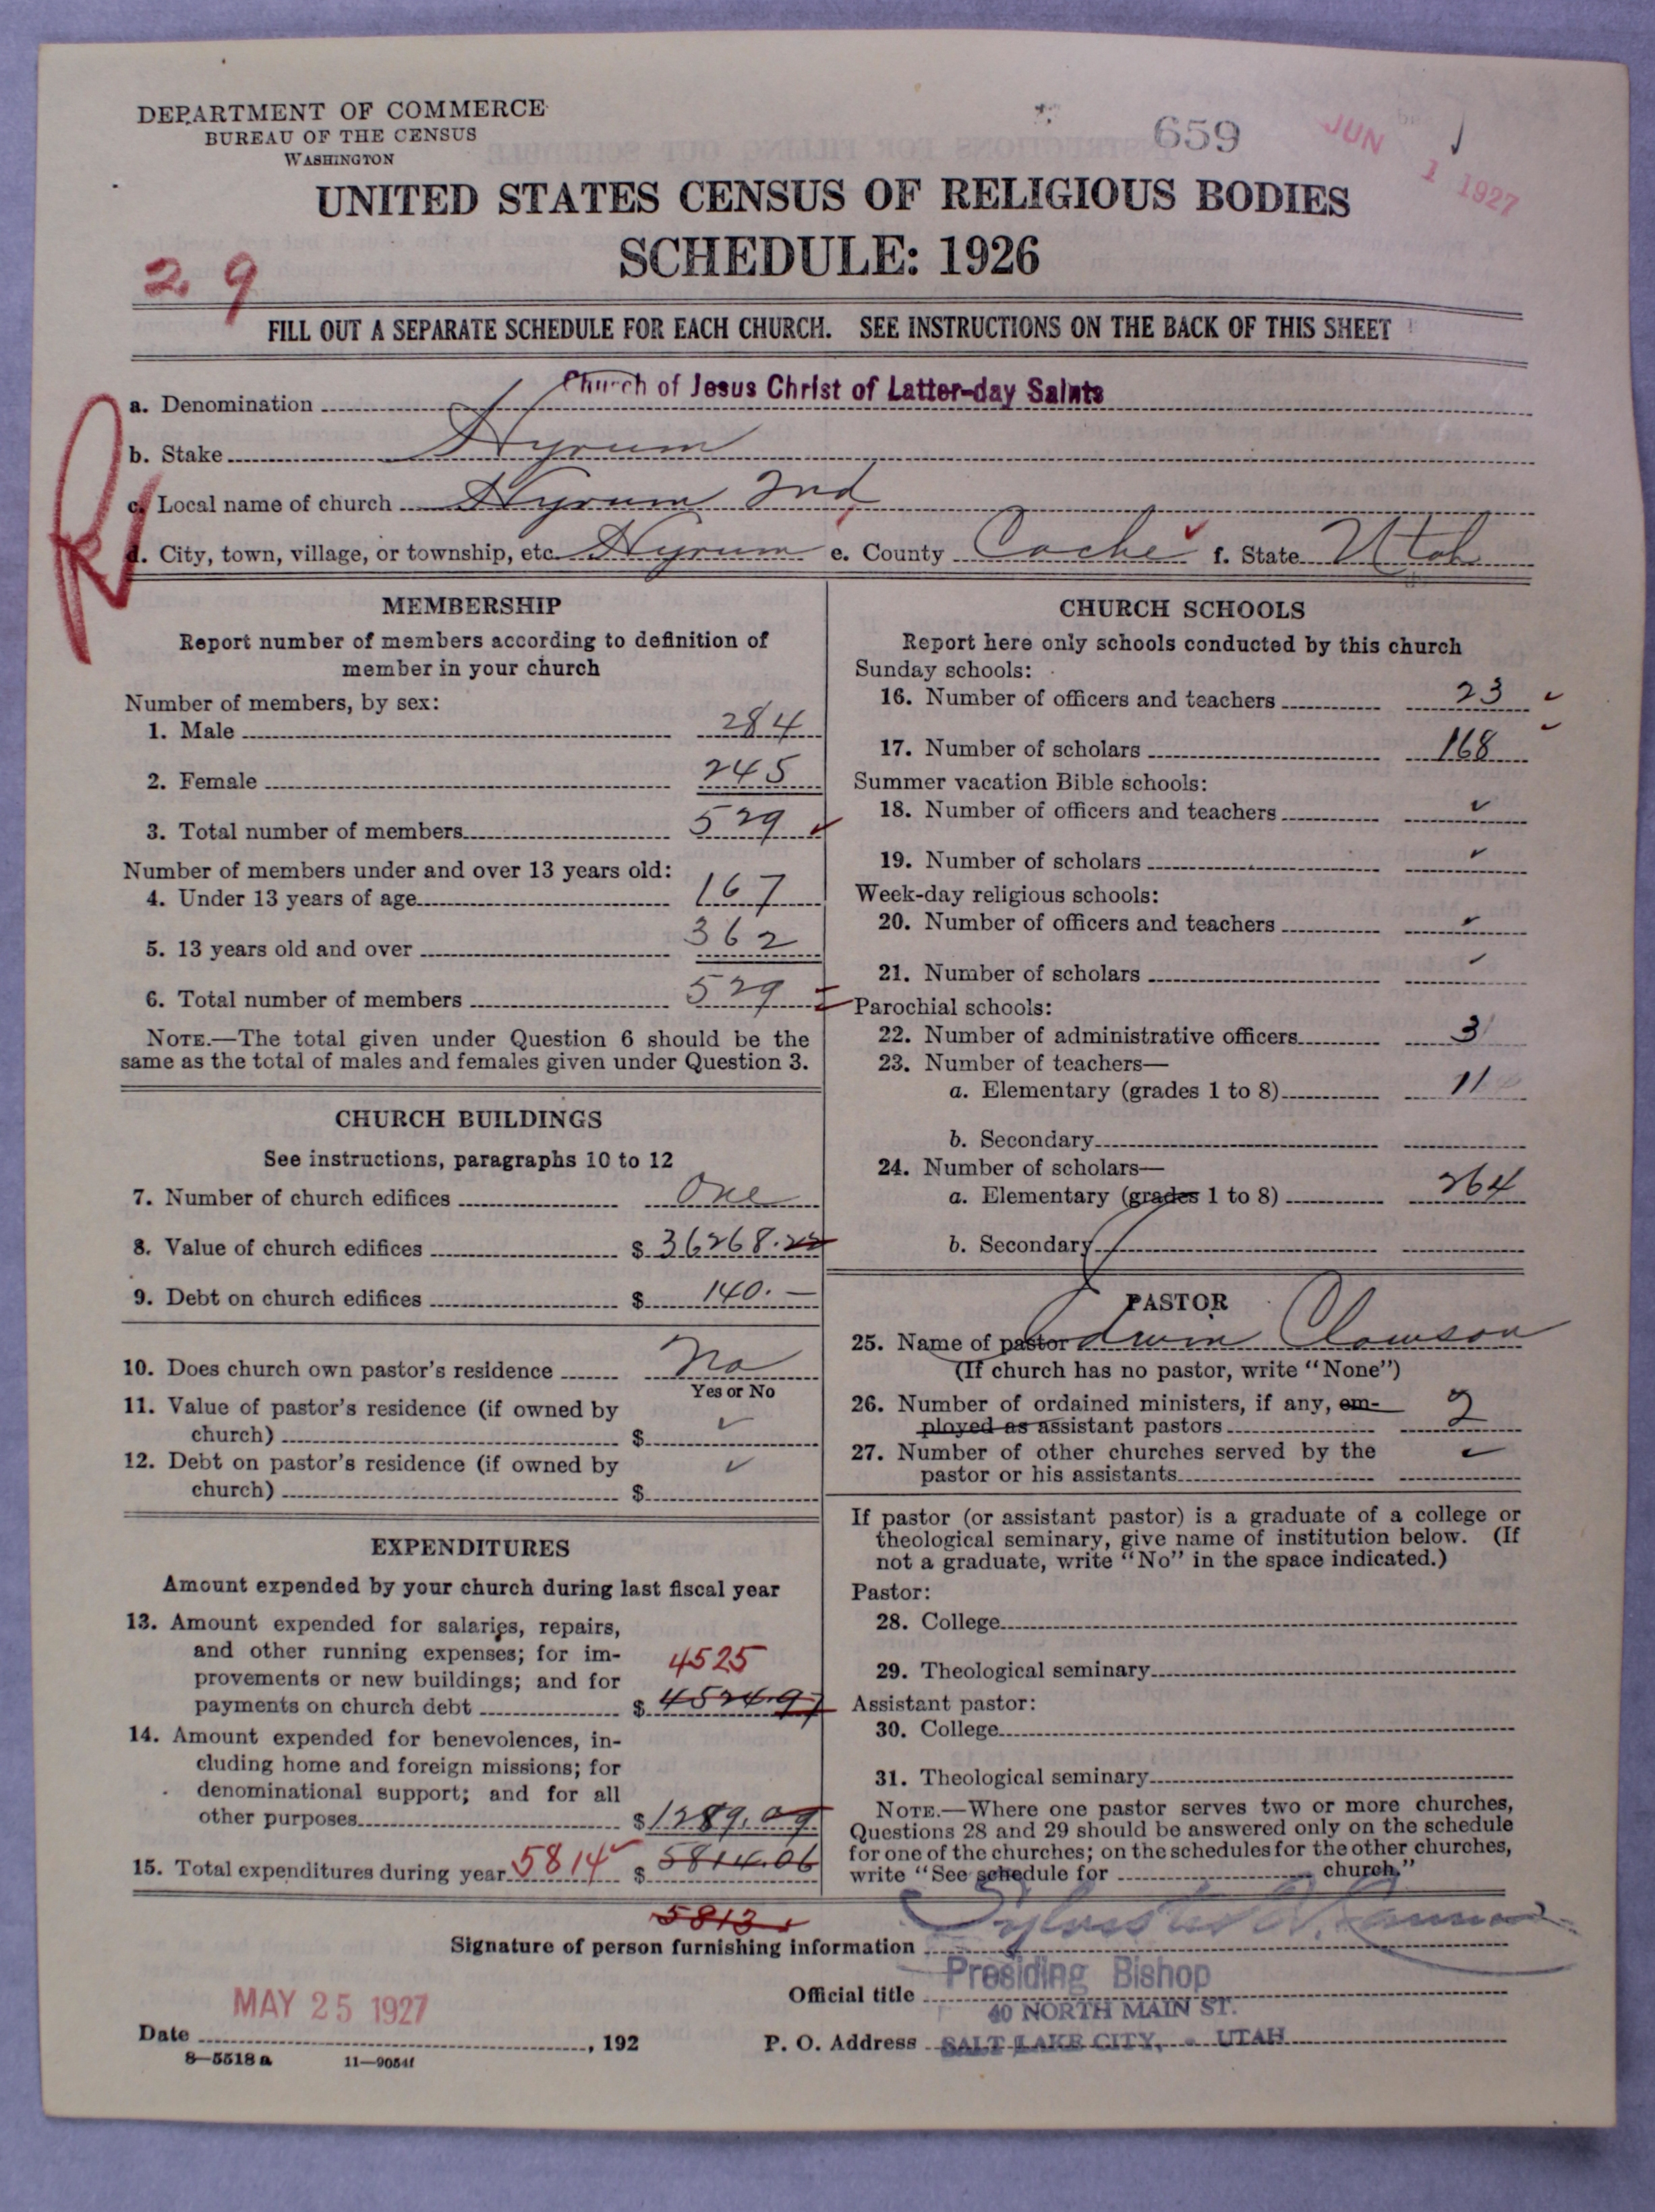 DEPARTMENT OF COMMERCE
BUREAU OF THE CENSUS
WASHINGTON
659
JUN 1 1927
UNITED STATES CENSUS OF RELIGIOUS BODIES
SCHEDULE: 1926
29
FILL OUT A SEPARATE SCHEDULE FOR EACH CHURCH. SEE INSTRUCTIONS ON THE BACK OF THIS SHEET
a. Denomination Church of Jesus Christ of Latter-day Saints
b. Stake Hyrum
c. Local name of church Hyrum 2nd
d. City, town, village, or township, etc. Hyrum e. County Cache f. State Utah
MEMBERSHIP
Report number of members according to definition of
member in your church
Number of members, by sex:
1. Male 284
2. Female 245
3. Total number of members 529
Number of members under and over 13 years old:
4. Under 13 years of age 167
5. 13 years old and over 362
6. Total number of members 529
NOTE.—The total given under Question 6 should be the
same as the total of males and females given under Question 3.
CHURCH BUILDINGS
See instructions, paragraphs 10 to 12
7. Number of church edifices One
8. Value of church edifices $ 36268.22
9. Debt on church edifices $ 140.—
10. Does church own pastor's residence No
Yes or No
11. Value of pastor's residence (if owned by
church) $ ✓
12. Debt on pastor's residence (if owned by ✓
church) $
EXPENDITURES
Amount expended by your church during last fiscal year
13. Amount expended for salaries, repairs,
and other running expenses; for im-
provements or new buildings; and for 4525
payments on church debt $ 4524.97
14. Amount expended for benevolences, in-
cluding home and foreign missions; for
denominational support; and for all
other purposes $ 1289.09
15. Total expenditures during year 5814 $ 5814.06
5813
CHURCH SCHOOLS
Report here only schools conducted by this church
Sunday schools:
16. Number of officers and teachers 23 ✓
17. Number of scholars 168 ✓
Summer vacation Bible schools:
18. Number of officers and teachers ✓
19. Number of scholars ✓
Week-day religious schools:
20. Number of officers and teachers ✓
21. Number of scholars ✓
Parochial schools:
22. Number of administrative officers 3
23. Number of teachers—
a. Elementary (grades 1 to 8) 11
b. Secondary
24. Number of scholars—
a. Elementary (grades 1 to 8) 264
b. Secondary
PASTOR
25. Name of pastor Edwin Clawson
(If church has no pastor, write "None")
26. Number of ordained ministers, if any, em-
ployed as assistant pastors 2
27. Number of other churches served by the ✓
pastor or his assistants
If pastor (or assistant pastor) is a graduate of a college or
theological seminary, give name of institution below. (If
not a graduate, write "No" in the space indicated.)
Pastor:
28. College
29. Theological seminary
Assistant pastor:
30. College
31. Theological seminary
NOTE.—Where one pastor serves two or more churches,
Questions 28 and 29 should be answered only on the schedule
for one of the churches; on the schedules for the other churches,
write "See schedule for church."
Signature of person furnishing information Sylvester Q. Cannon
Official title Presiding Bishop
40 NORTH MAIN ST.
MAY 25 1927
Date , 192 P. O. Address SALT LAKE CITY, - UTAH
8—5518 a 11—9054f